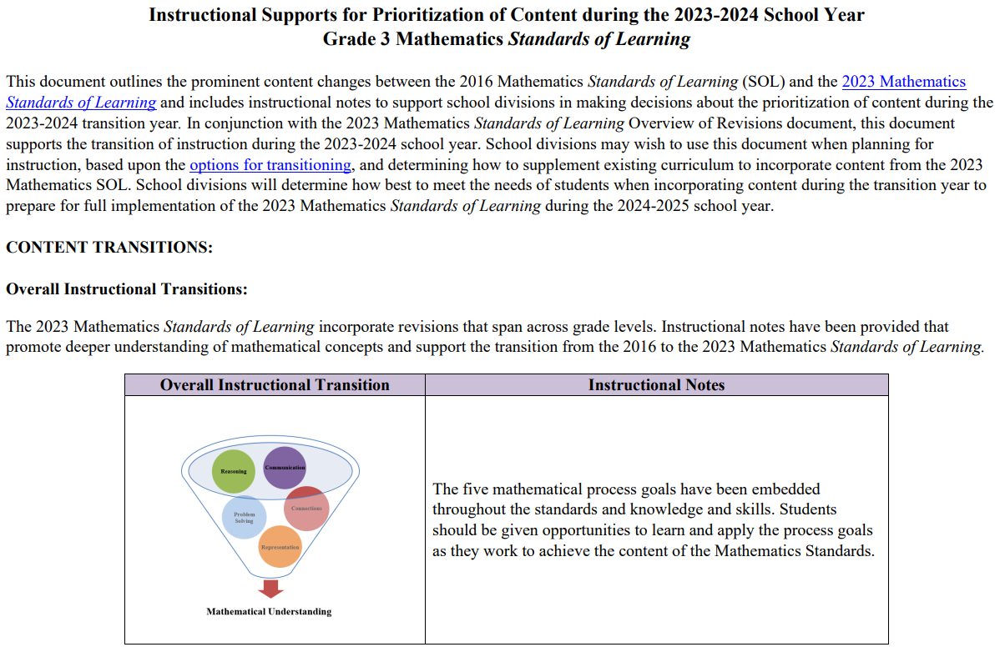 Instructional Supports for Prioritization of Content during the 2023-2024 School Year
Grade 3 Mathematics Standards of Learning
This document outlines the prominent content changes between the 2016 Mathematics Standards of Learning (SOL) and the 2023 Mathematics
Standards of Learning and includes instructional notes to support school divisions in making decisions about the prioritization of content during the
2023-2024 transition year. In conjunction with the 2023 Mathematics Standards of Learning Overview of Revisions document, this document
supports the transition of instruction during the 2023-2024 school year. School divisions may wish to use this document when planning for
instruction, based upon the options for transitioning, and determining how to supplement existing curriculum to incorporate content from the 2023
Mathematics SOL. School divisions will determine how best to meet the needs of students when incorporating content during the transition year to
prepare for full implementation of the 2023 Mathematics Standards of Learning during the 2024-2025 school year.
CONTENT TRANSITIONS:
Overall Instructional Transitions:
The 2023 Mathematics Standards of Learning incorporate revisions that span across grade levels. Instructional notes have been provided that
promote deeper understanding of mathematical concepts and support the transition from the 2016 to the 2023 Mathematics Standards of Learning.
Overall Instructional Transition
Instructional Notes
Reasoning
Communication
Problem
Solving
Connections
Representation
Mathematical Understanding
The five mathematical process goals have been embedded
throughout the standards and knowledge and skills. Students
should be given opportunities to learn and apply the process goals
as they work to achieve the content of the Mathematics Standards.